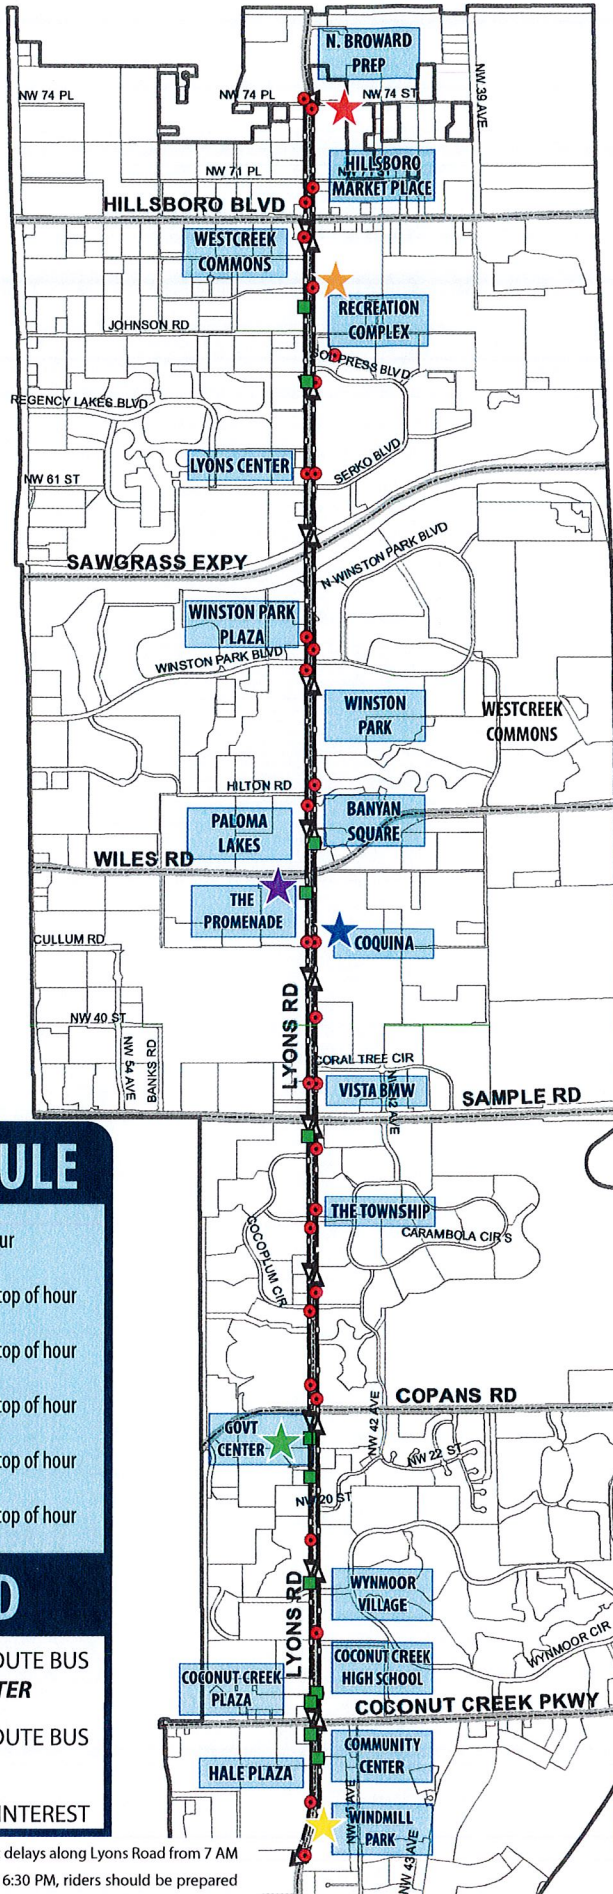 N. BROWARD
PREP
NW 74 PL
NW 74 PL
NW 74 ST
NW 39 AVE
HILLSBORO
MARKET PLACE
NW 71 PL
HILLSBORO BLVD
WESTCREEK
COMMONS
RECREATION
COMPLEX
JOHNSON RD
REGENCY LAKES BLVD
LYONS CENTER
SERKO BLVD
NW 61 ST
SAWGRASS EXPY
N WINSTON PARK BLVD
WINSTON PARK
PLAZA
WINSTON PARK BLVD
WINSTON
PARK
WESTCREEK
COMMONS
HILTON RD
PALOMA
LAKES
BANYAN
SQUARE
WILES RD
THE
PROMENADE
CULLUM RD
COQUINA
LYONS RD
NW 40 ST
NW 54 AVE
BANKS RD
CORAL TREE CIR
VISTA BMW
AVE
SAMPLE RD
ULE
THE TOWNSHIP
CARAMBOLA CIR S
COCOPLUM CIR
ur
top of hour
top of hour
top of hour
top of hour
top of hour
COPANS RD
GOVT
CENTER
NW 42 AVE
NW 22 ST
NW 20 ST
D
LYONS RD
WYNMOOR
VILLAGE
WYNMOOR CIR
OUTE BUS
TER
OUTE BUS
INTEREST
COCONUT CREEK
HIGH SCHOOL
COCONUT CREEK
PLAZA
COCONUT CREEK PKWY
HALE PLAZA
COMMUNITY
CENTER
AVE
WINDMILL
PARK
NW 43 AVE
delays along Lyons Road from 7 AM
6:30 PM, riders should be prepared